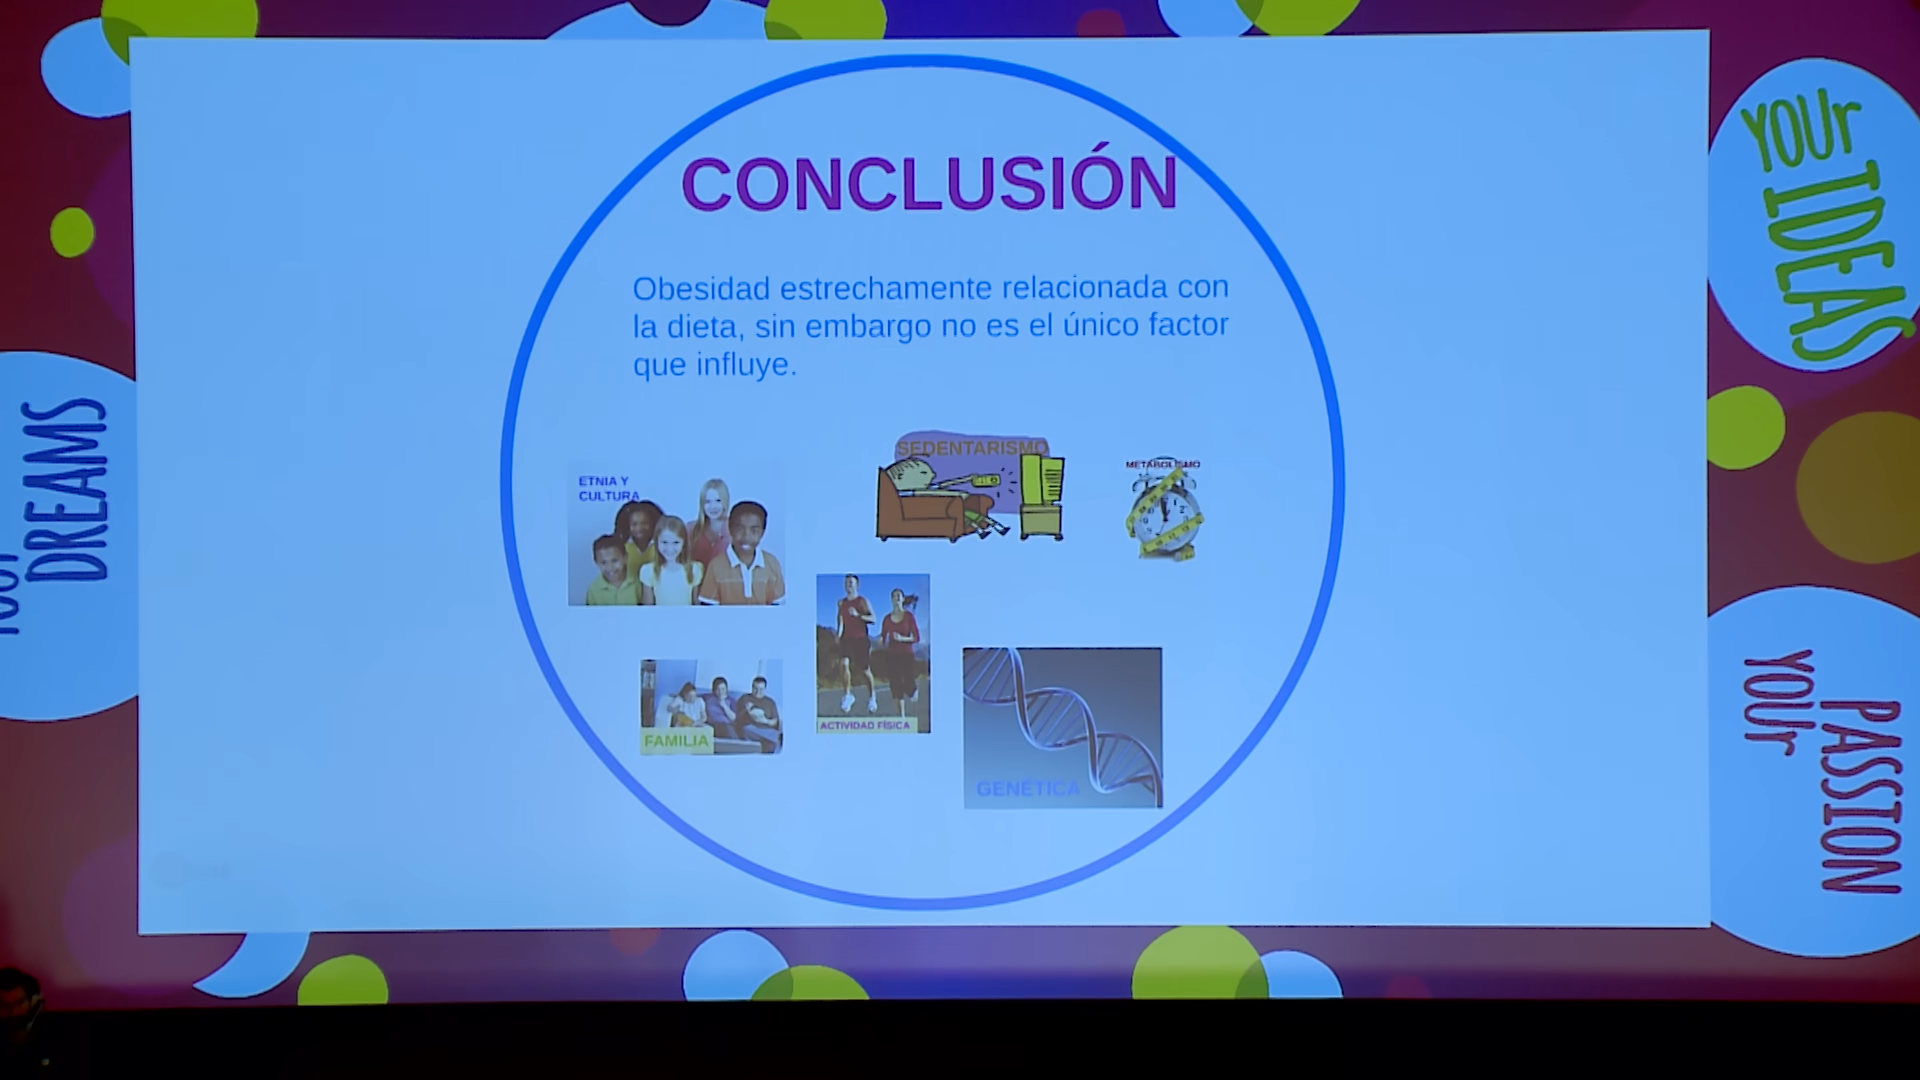 CONCLUSIÓN
Obesidad estrechamente relacionada con
la dieta, sin embargo no es el único factor
que influye.
SEDENTARISMO
METABOLISMO
ETNIA Y
CULTURA
ACTIVIDAD FÍSICA
FAMILIA
GENÉTICA
YOUr
IDEAS
DREAMS
YOUr
PASSION